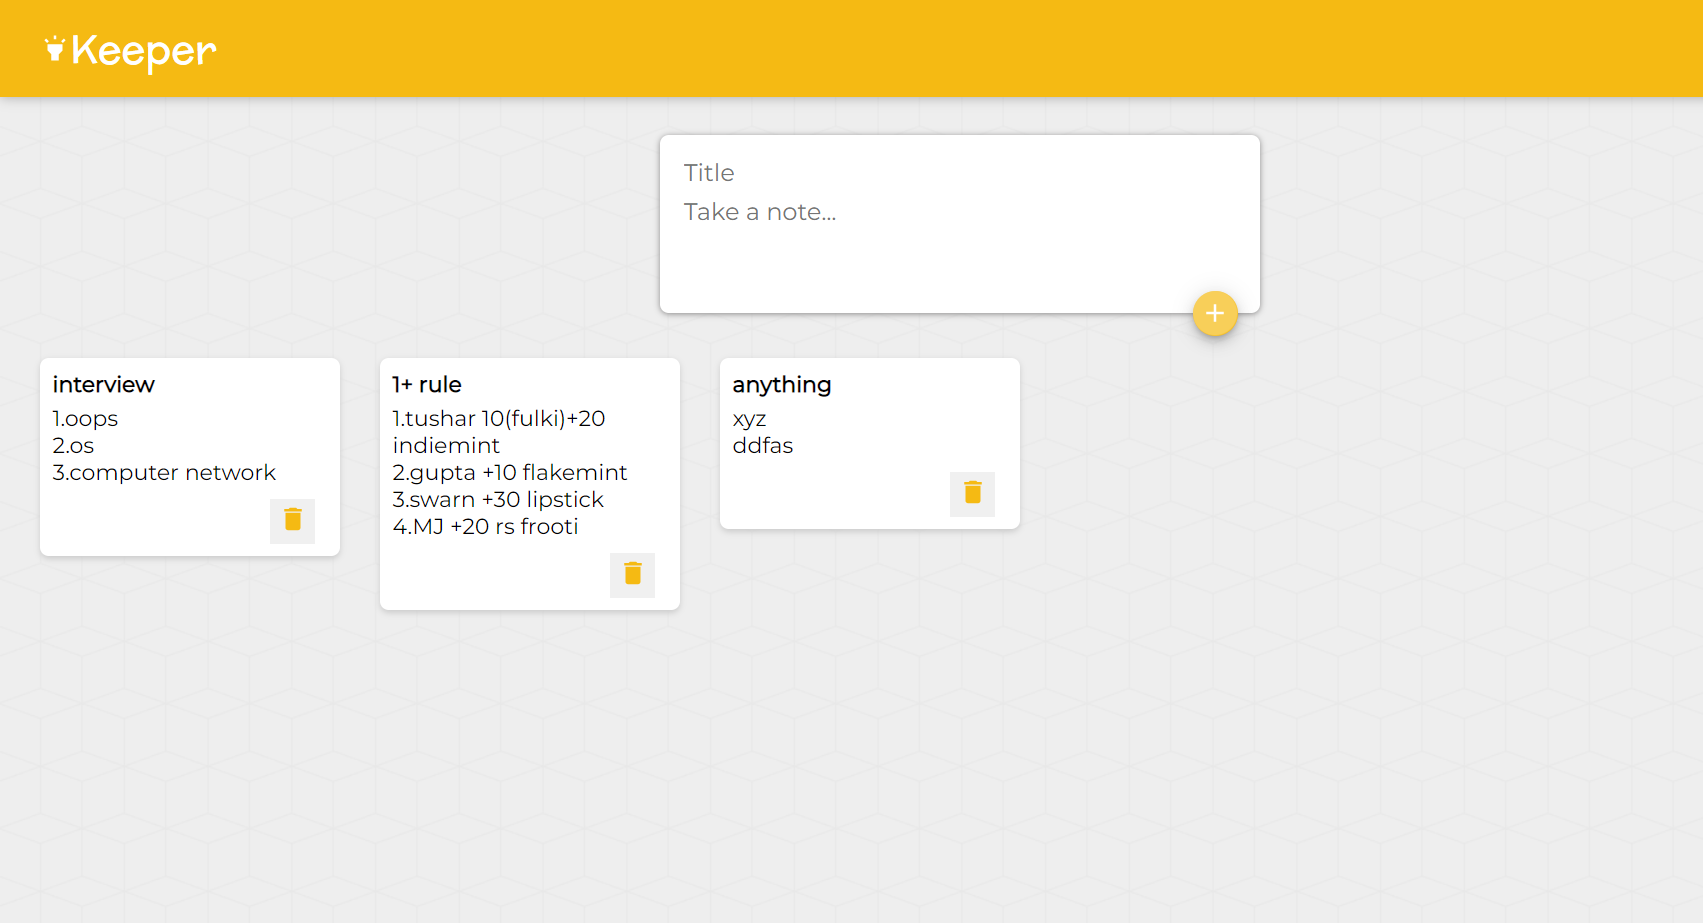 Keeper
Title
Take a note...
interview
1.oops
2.os
3.computer network
1+ rule
1.tushar 10(fulki)+20
indiemint
2.gupta +10 flakemint
3.swarn +30 lipstick
4.MJ +20 rs frooti
anything
xyz
ddfas